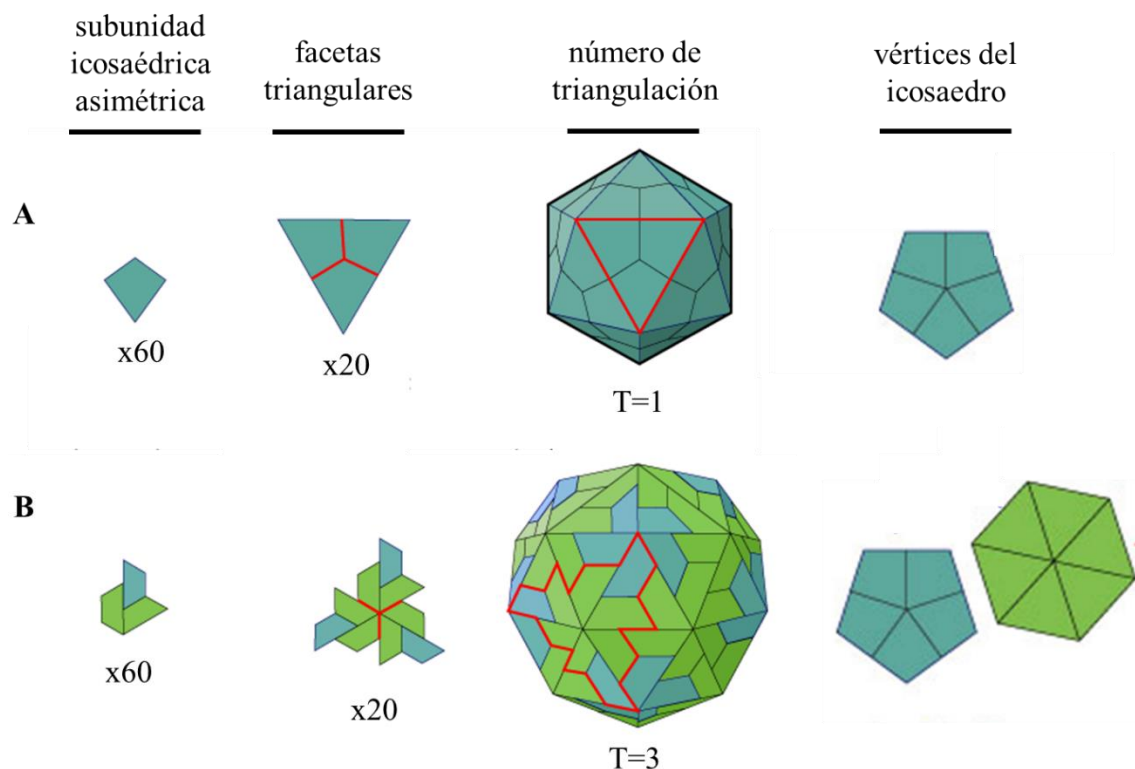 subunidad
icosaédrica
asimétrica
facetas
triangulares
número de
triangulación
vértices del
icosaedro
A
x60
x20
T=1
B
x60
x20
T=3